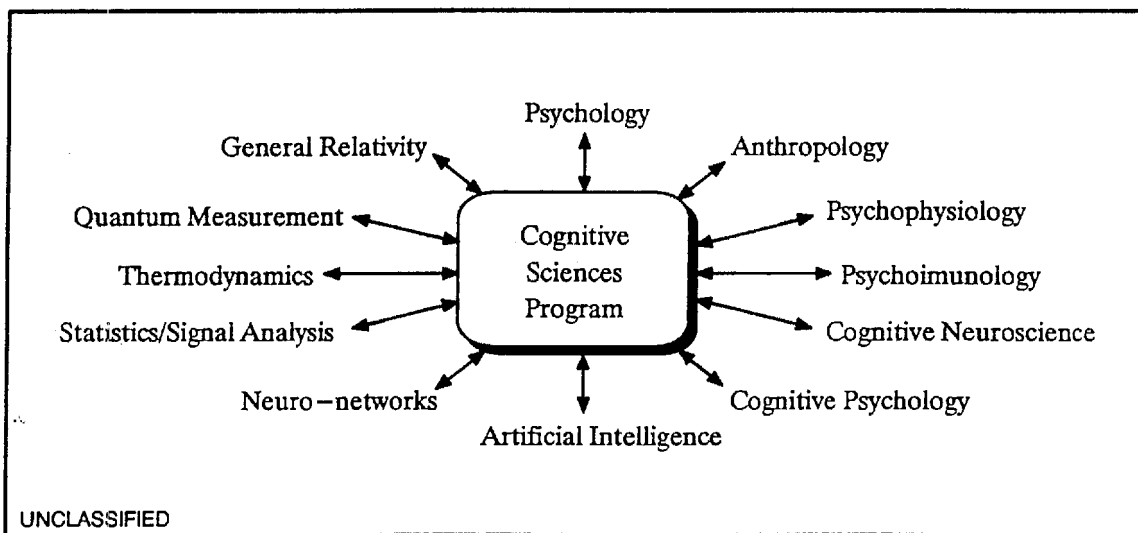 Psychology
General Relativity
Anthropology
Quantum Measurement
Psychophysiology
Cognitive
Sciences
Program
Thermodynamics
Psychoimunology
Statistics/Signal Analysis
Cognitive Neuroscience
Neuro-networks
Cognitive Psychology
Artificial Intelligence
UNCLASSIFIED